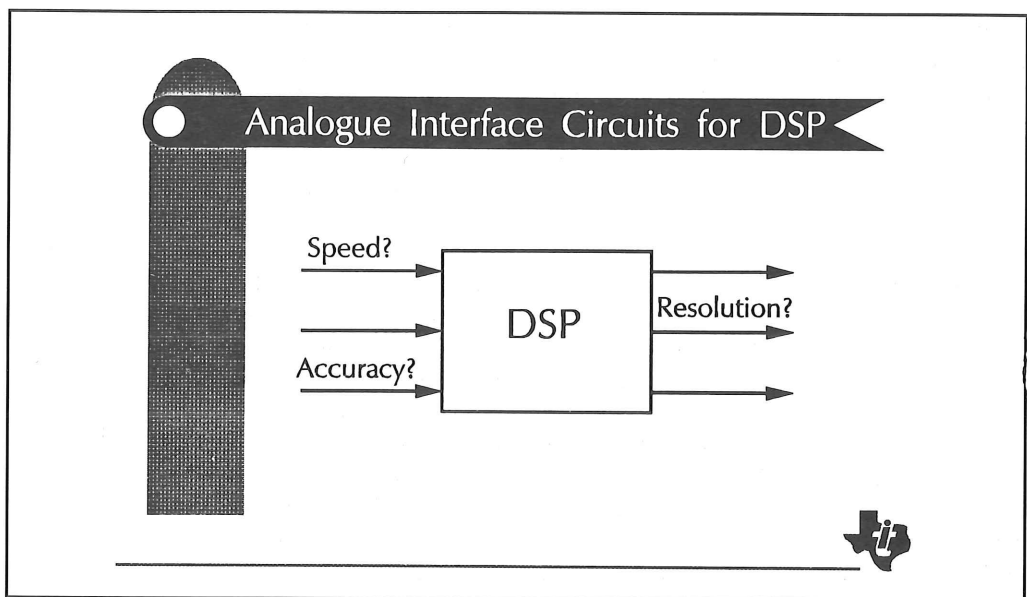 Analogue Interface Circuits for DSP
Speed?
DSP
Resolution?
Accuracy?